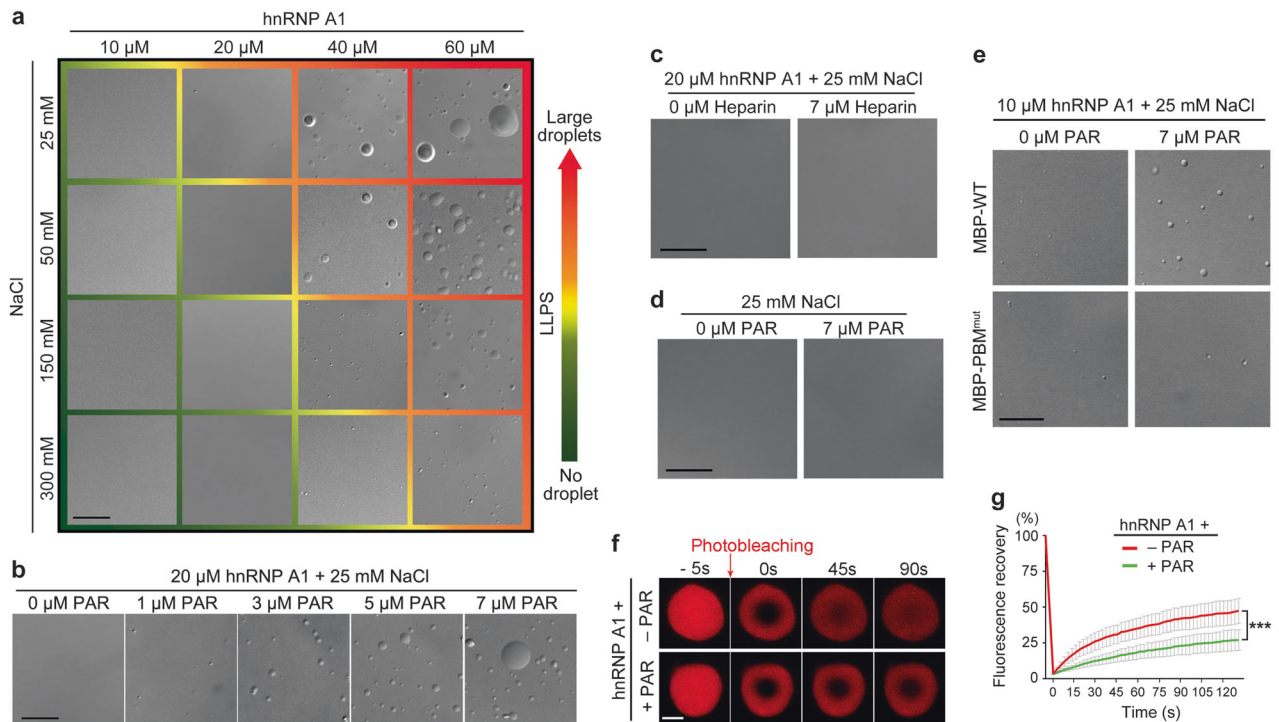 a
hnRNP A1
10 µM 20 µM 40 µM 60 µM
NaCl
25 mM
50 mM
150 mM
300 mM
Large
droplets
LLPS
No
droplet
b
20 µM hnRNP A1 + 25 mM NaCl
0 µM PAR 1 µM PAR 3 µM PAR 5 µM PAR 7 µM PAR
c
20 µM hnRNP A1 + 25 mM NaCl
0 µM Heparin 7 µM Heparin
d
25 mM NaCl
0 µM PAR 7 µM PAR
e
10 µM hnRNP A1 + 25 mM NaCl
0 µM PAR 7 µM PAR
MBP-WT
MBP-PBMmut
f
Photobleaching
- 5s 0s 45s 90s
hnRNP A1 +
– PAR
+ PAR
g
(%)
hnRNP A1 +
– PAR
+ PAR
Fluorescence recovery
100
75
50
25
0
***
0 15 30 45 60 75 90 105 120
Time (s)